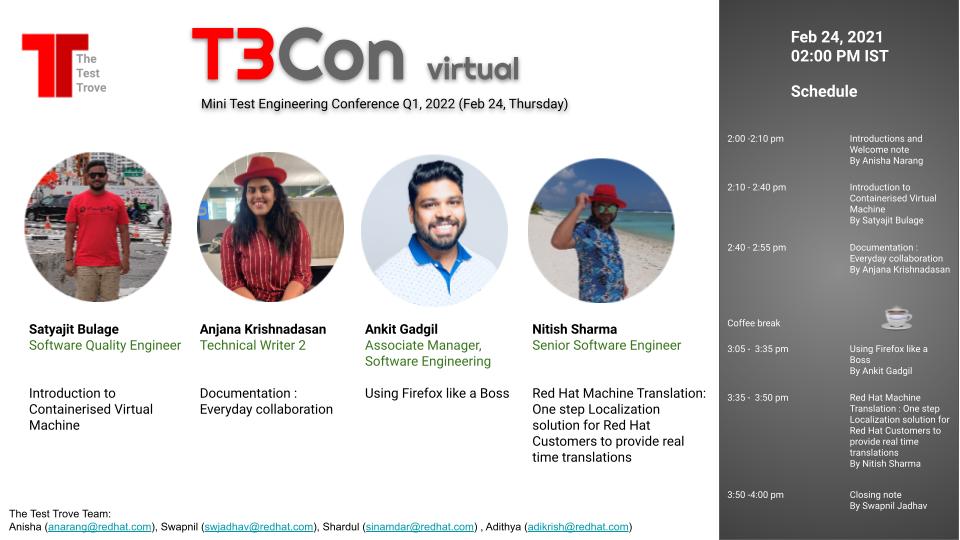 The
Test
Trove
T3Con virtual
Mini Test Engineering Conference Q1, 2022 (Feb 24, Thursday)
Satyajit Bulage
Software Quality Engineer
Introduction to
Containerised Virtual
Machine
Anjana Krishnadasan
Technical Writer 2
Documentation :
Everyday collaboration
Ankit Gadgil
Associate Manager,
Software Engineering
Using Firefox like a Boss
Nitish Sharma
Senior Software Engineer
Red Hat Machine Translation:
One step Localization
solution for Red Hat
Customers to provide real
time translations
The Test Trove Team:
Anisha (anarang@redhat.com), Swapnil (swjadhav@redhat.com), Shardul (sinamdar@redhat.com) , Adithya (adikrish@redhat.com)
Feb 24, 2021
02:00 PM IST
Schedule
2:00 -2:10 pm
Introductions and
Welcome note
By Anisha Narang
2:10 - 2:40 pm
Introduction to
Containerised Virtual
Machine
By Satyajit Bulage
2:40 - 2:55 pm
Documentation :
Everyday collaboration
By Anjana Krishnadasan
Coffee break
3:05 - 3:35 pm
Using Firefox like a
Boss
By Ankit Gadgil
3:35 - 3:50 pm
Red Hat Machine
Translation : One step
Localization solution for
Red Hat Customers to
provide real time
translations
By Nitish Sharma
3:50 -4:00 pm
Closing note
By Swapnil Jadhav